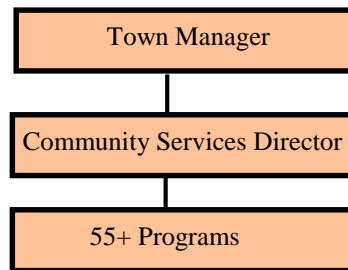 Town Manager
Community Services Director
55+ Programs